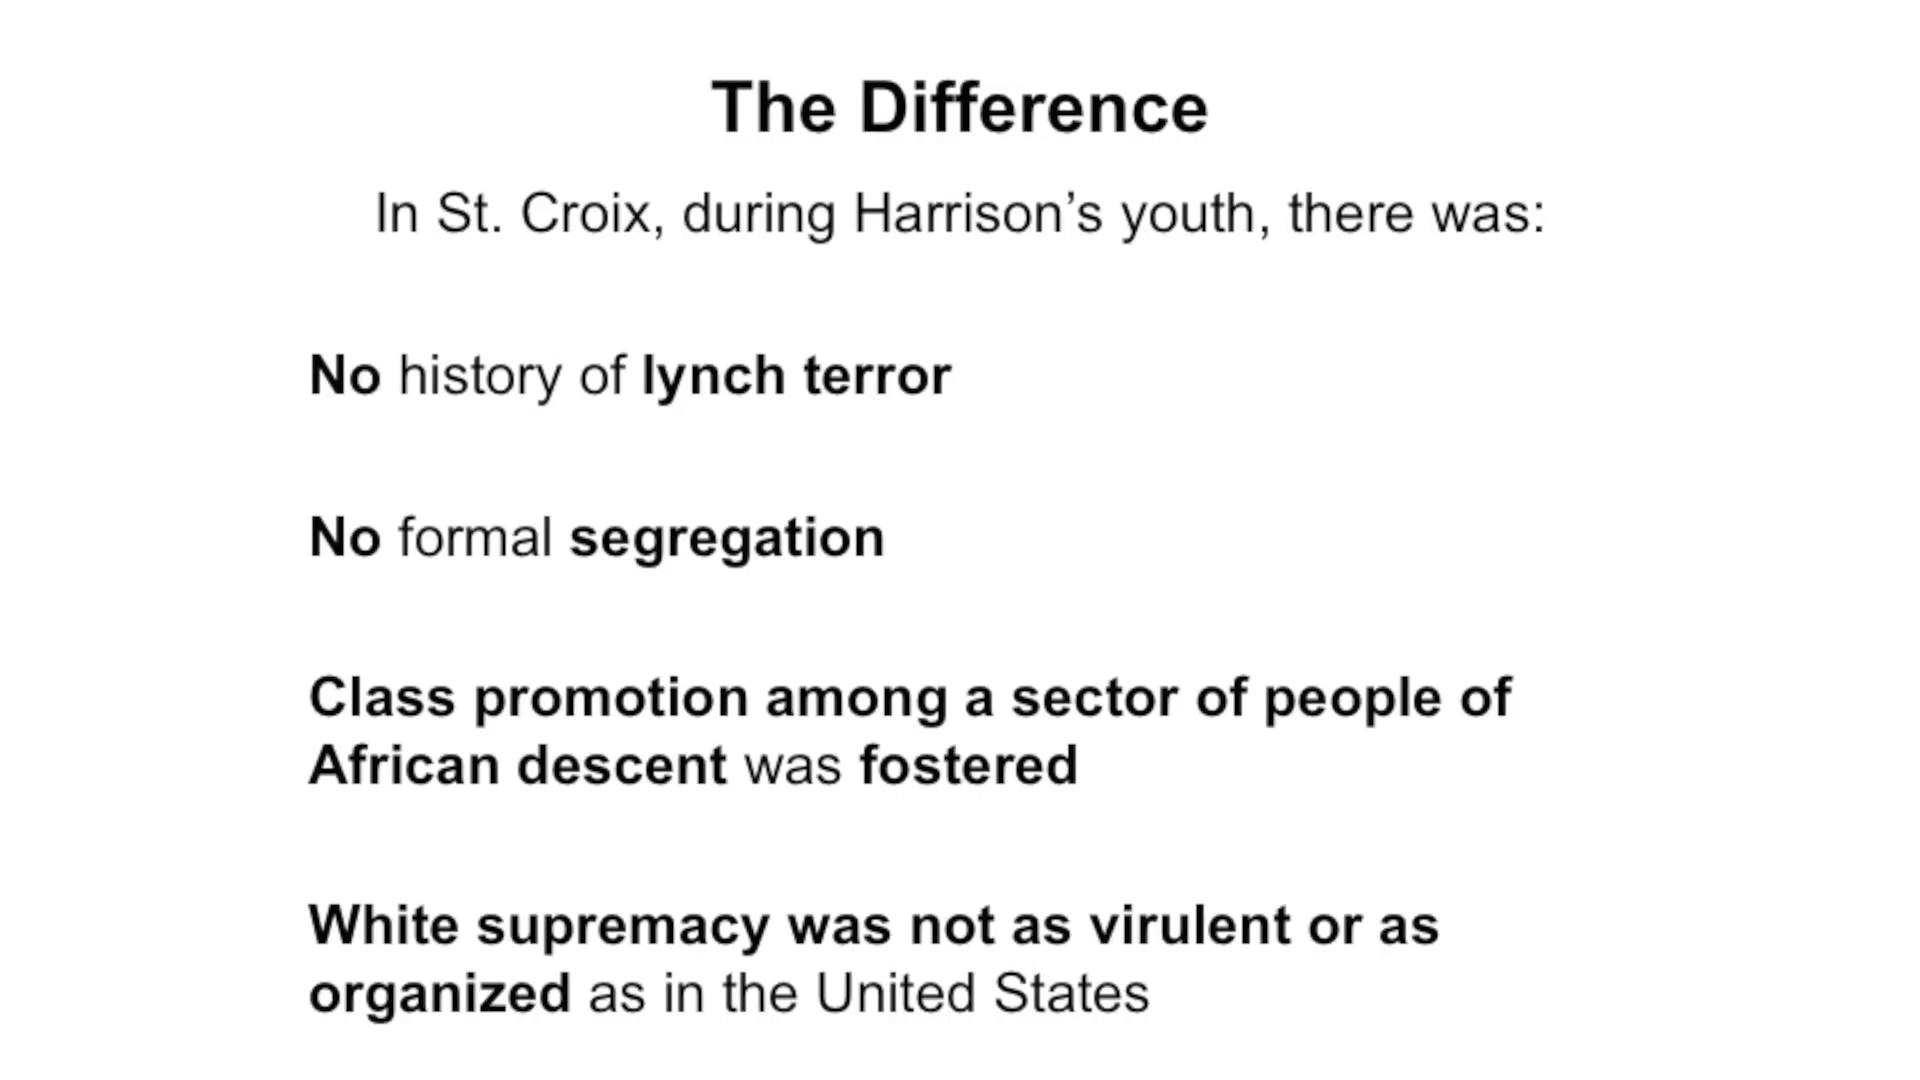 The Difference
In St. Croix, during Harrison’s youth, there was:
No history of lynch terror
No formal segregation
Class promotion among a sector of people of
African descent was fostered
White supremacy was not as virulent or as
organized as in the United States